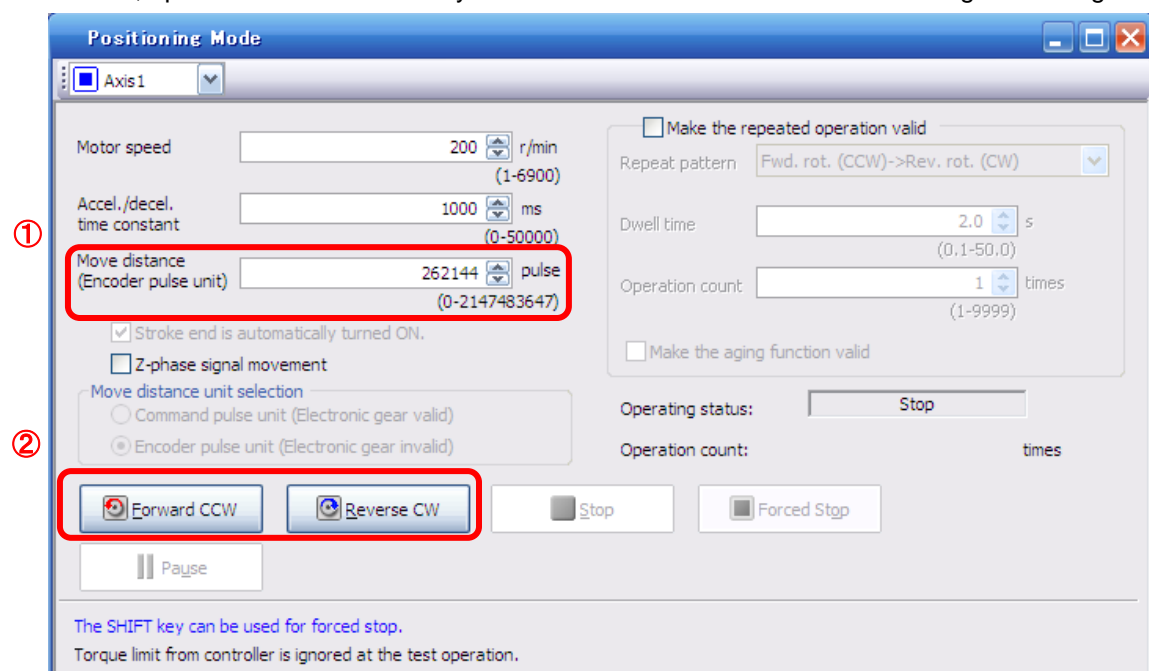 Positioning Mode
Axis1
Motor speed 200 r/min
(1-6900)
Accel./decel.
time constant 1000 ms
(0-50000)
①
Move distance
(Encoder pulse unit) 262144 pulse
(0-2147483647)
Stroke end is automatically turned ON.
Z-phase signal movement
Move distance unit selection
Command pulse unit (Electronic gear valid)
②
Encoder pulse unit (Electronic gear invalid)
Make the repeated operation valid
Repeat pattern Fwd. rot. (CCW)->Rev. rot. (CW)
Dwell time 2.0 s
(0.1-50.0)
Operation count 1 times
(1-9999)
Make the aging function valid
Operating status: Stop
Operation count: times
Forward CCW Reverse CW Stop Forced Stop
Pause
The SHIFT key can be used for forced stop.
Torque limit from controller is ignored at the test operation.